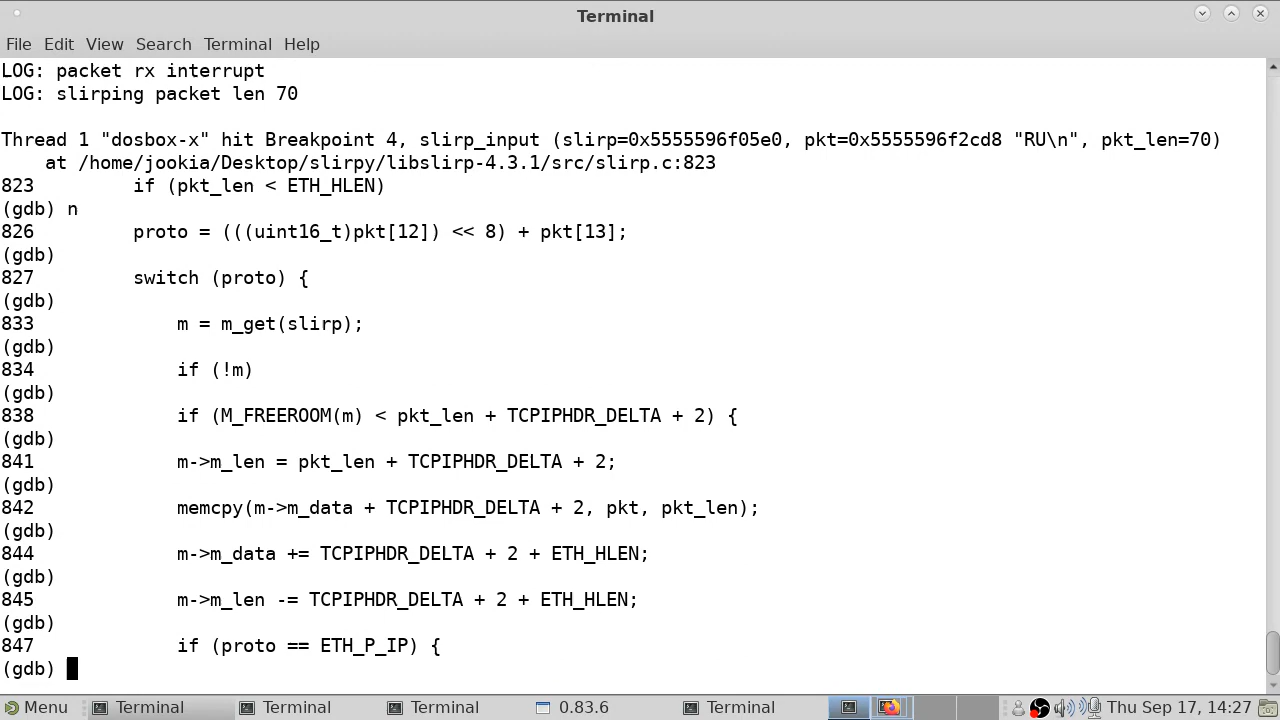 Terminal
File Edit View Search Terminal Help
LOG: packet rx interrupt
LOG: slirping packet len 70
Thread 1 "dosbox-x" hit Breakpoint 4, slirp_input (slirp=0x5555596f05e0, pkt=0x5555596f2cd8 "RU\n", pkt_len=70)
    at /home/jookia/Desktop/slirpy/libslirp-4.3.1/src/slirp.c:823
823         if (pkt_len < ETH_HLEN)
(gdb) n
826         proto = (((uint16_t)pkt[12]) << 8) + pkt[13];
(gdb)
827         switch (proto) {
(gdb)
833             m = m_get(slirp);
(gdb)
834             if (!m)
(gdb)
838             if (M_FREEROOM(m) < pkt_len + TCPIPHDR_DELTA + 2) {
(gdb)
841             m->m_len = pkt_len + TCPIPHDR_DELTA + 2;
(gdb)
842             memcpy(m->m_data + TCPIPHDR_DELTA + 2, pkt, pkt_len);
(gdb)
844             m->m_data += TCPIPHDR_DELTA + 2 + ETH_HLEN;
(gdb)
845             m->m_len -= TCPIPHDR_DELTA + 2 + ETH_HLEN;
(gdb)
847             if (proto == ETH_P_IP) {
(gdb)
Menu Terminal Terminal Terminal 0.83.6 Terminal Thu Sep 17, 14:27